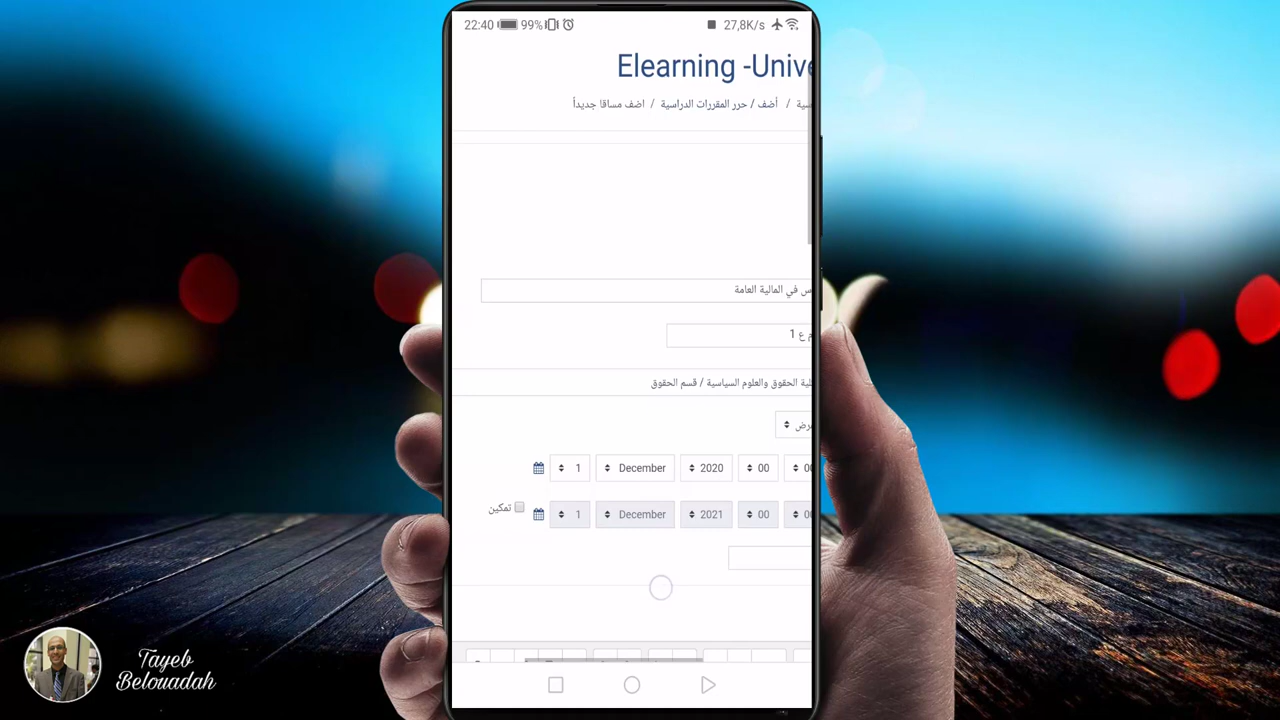 22:40 99% 27,8K/s
Elearning -Unive
سية / أضف / حرر المقررات الدراسية / اضف مساقا جديداً
س في المالية العامة
م ع 1
لية الحقوق والعلوم السياسية / قسم الحقوق
رض
1 December 2020 00 00
تمكين 1 December 2021 00 00
Tayeb
Belouadah